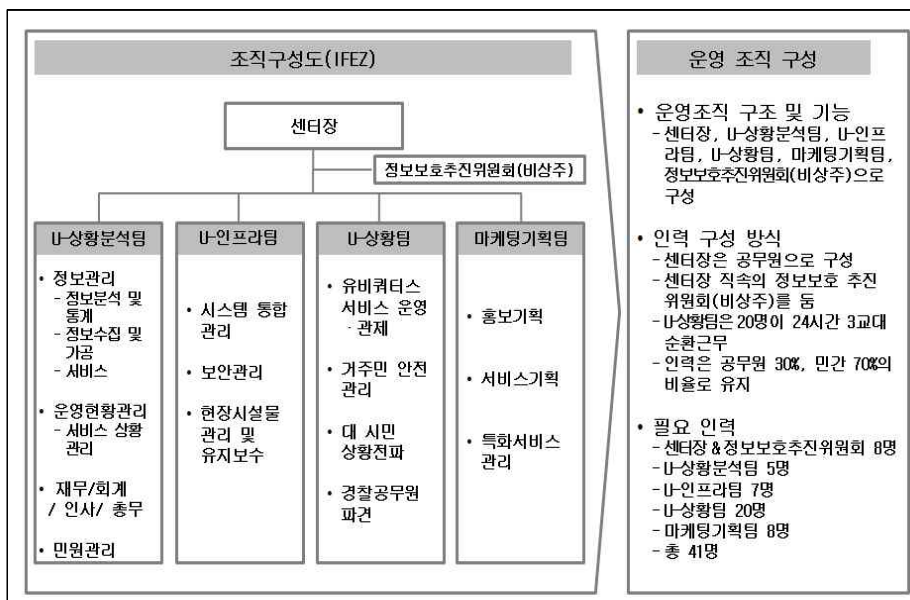 조직구성도(IFEZ)
센터장
정보보호추진위원회(비상주)
U-상황분석팀
• 정보관리
- 정보분석 및
통계
- 정보수집 및
가공
- 서비스
• 운영현황관리
- 서비스 상황
관리
• 재무/회계
/ 인사/ 총무
• 민원관리
U-인프라팀
• 시스템 통합
관리
• 보안관리
• 현장시설물
관리 및
유지보수
U-상황팀
• 유비쿼터스
서비스 운영
·관제
• 거주민 안전
관리
• 대 시민
상황전파
• 경찰공무원
파견
마케팅기획팀
• 홍보기획
• 서비스기획
• 특화서비스
관리
운영 조직 구성
• 운영조직 구조 및 기능
- 센터장, U-상황분석팀, U-인프
라팀, U-상황팀, 마케팅기획팀,
정보보호추진위원회(비상주)으로
구성
• 인력 구성 방식
- 센터장은 공무원으로 구성
- 센터장 직속의 정보보호 추진
위원회(비상주)를 둠
- U-상황팀은 20명이 24시간 3교대
순환근무
- 인력은 공무원 30%, 민간 70%의
비율로 유지
• 필요 인력
- 센터장 & 정보보호추진위원회 8명
- U-상황분석팀 5명
- U-인프라팀 7명
- U-상황팀 20명
- 마케팅기획팀 8명
- 총 41명